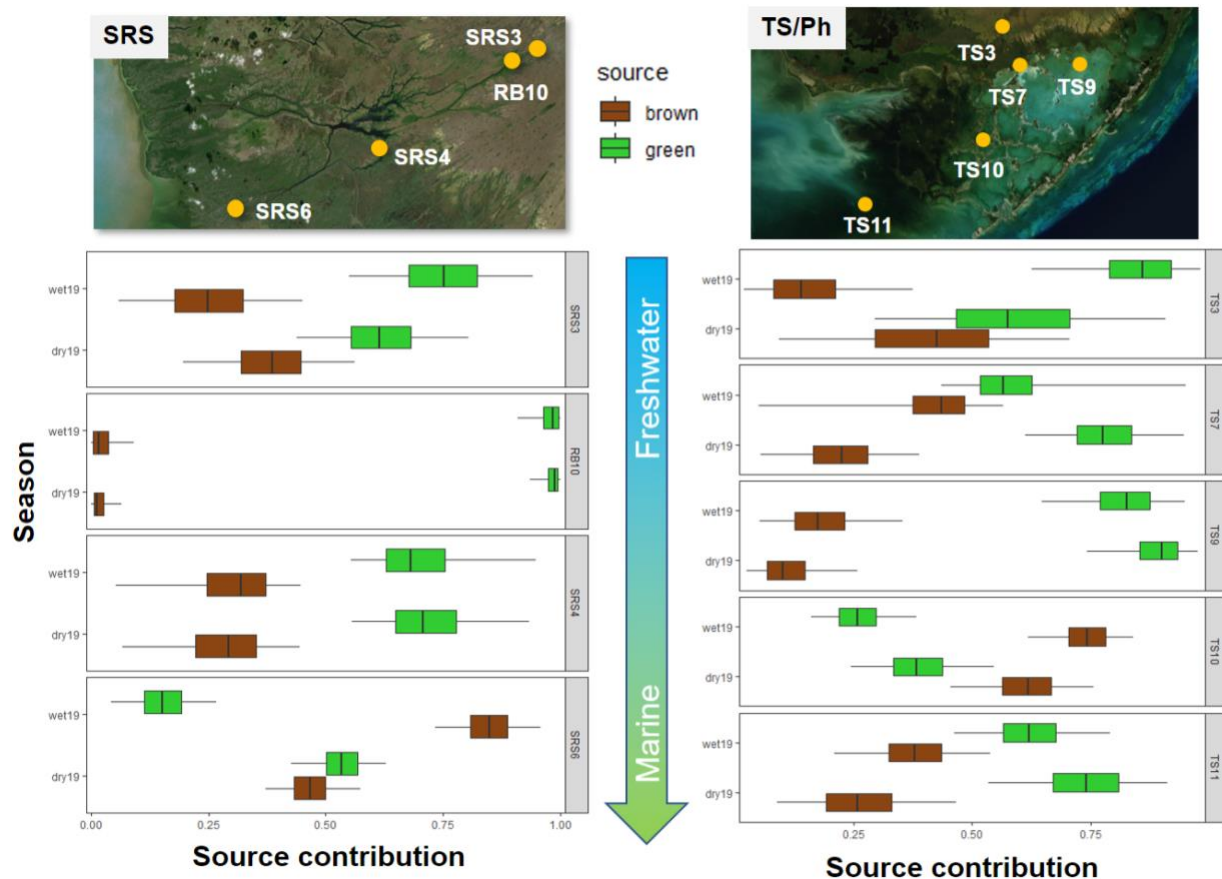 SRS
SRS3
RB10
SRS4
SRS6
source
brown
green
TS/Ph
TS3
TS7
TS9
TS10
TS11
Season
wet19
dry19
SRS3
wet19
dry19
RB10
wet19
dry19
SRS4
wet19
dry19
SRS6
0.00
0.25
0.50
0.75
1.00
Source contribution
Freshwater
Marine
wet19
dry19
TS3
wet19
dry19
TS7
wet19
dry19
TS9
wet19
dry19
TS10
wet19
dry19
TS11
0.25
0.50
0.75
Source contribution